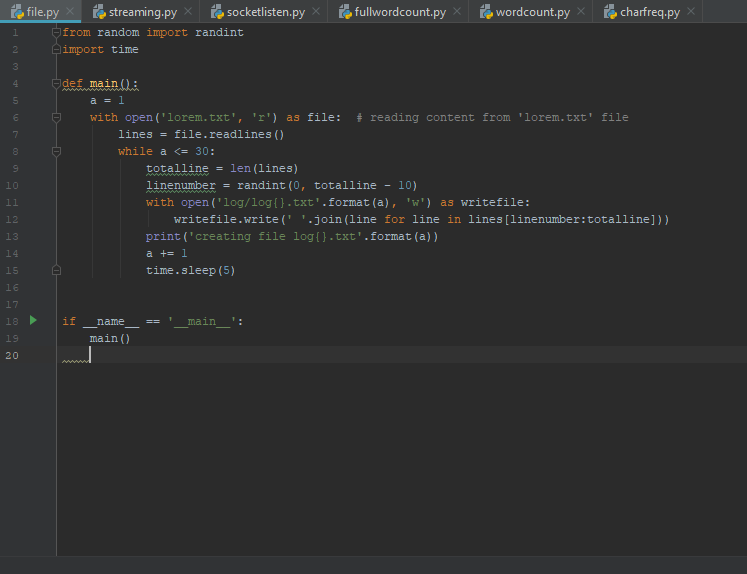 file.py streaming.py socketlisten.py fullwordcount.py wordcount.py charfreq.py
1 from random import randint
2 import time
3
4 def main():
5     a = 1
6     with open('lorem.txt', 'r') as file:  # reading content from 'lorem.txt' file
7         lines = file.readlines()
8         while a <= 30:
9             totalline = len(lines)
10             linenumber = randint(0, totalline - 10)
11             with open('log/log{}.txt'.format(a), 'w') as writefile:
12                 writefile.write(' '.join(line for line in lines[linenumber:totalline]))
13             print('creating file log{}.txt'.format(a))
14             a += 1
15             time.sleep(5)
16
17
18 if __name__ == '__main__':
19     main()
20